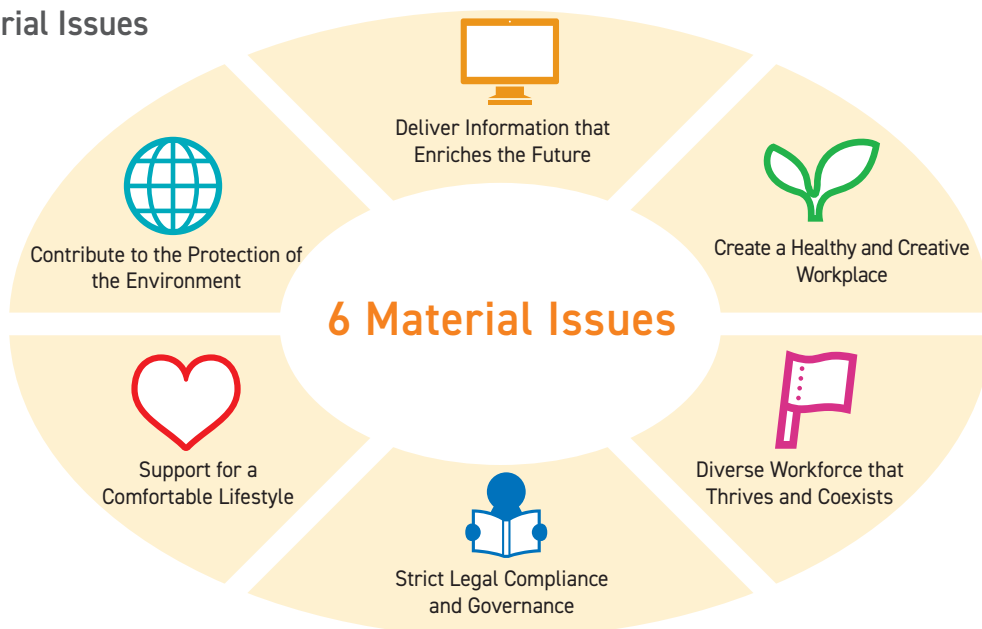 rial Issues
Deliver Information that
Enriches the Future
Contribute to the Protection of
the Environment
Create a Healthy and Creative
Workplace
6 Material Issues
Support for a
Comfortable Lifestyle
Diverse Workforce that
Thrives and Coexists
Strict Legal Compliance
and Governance